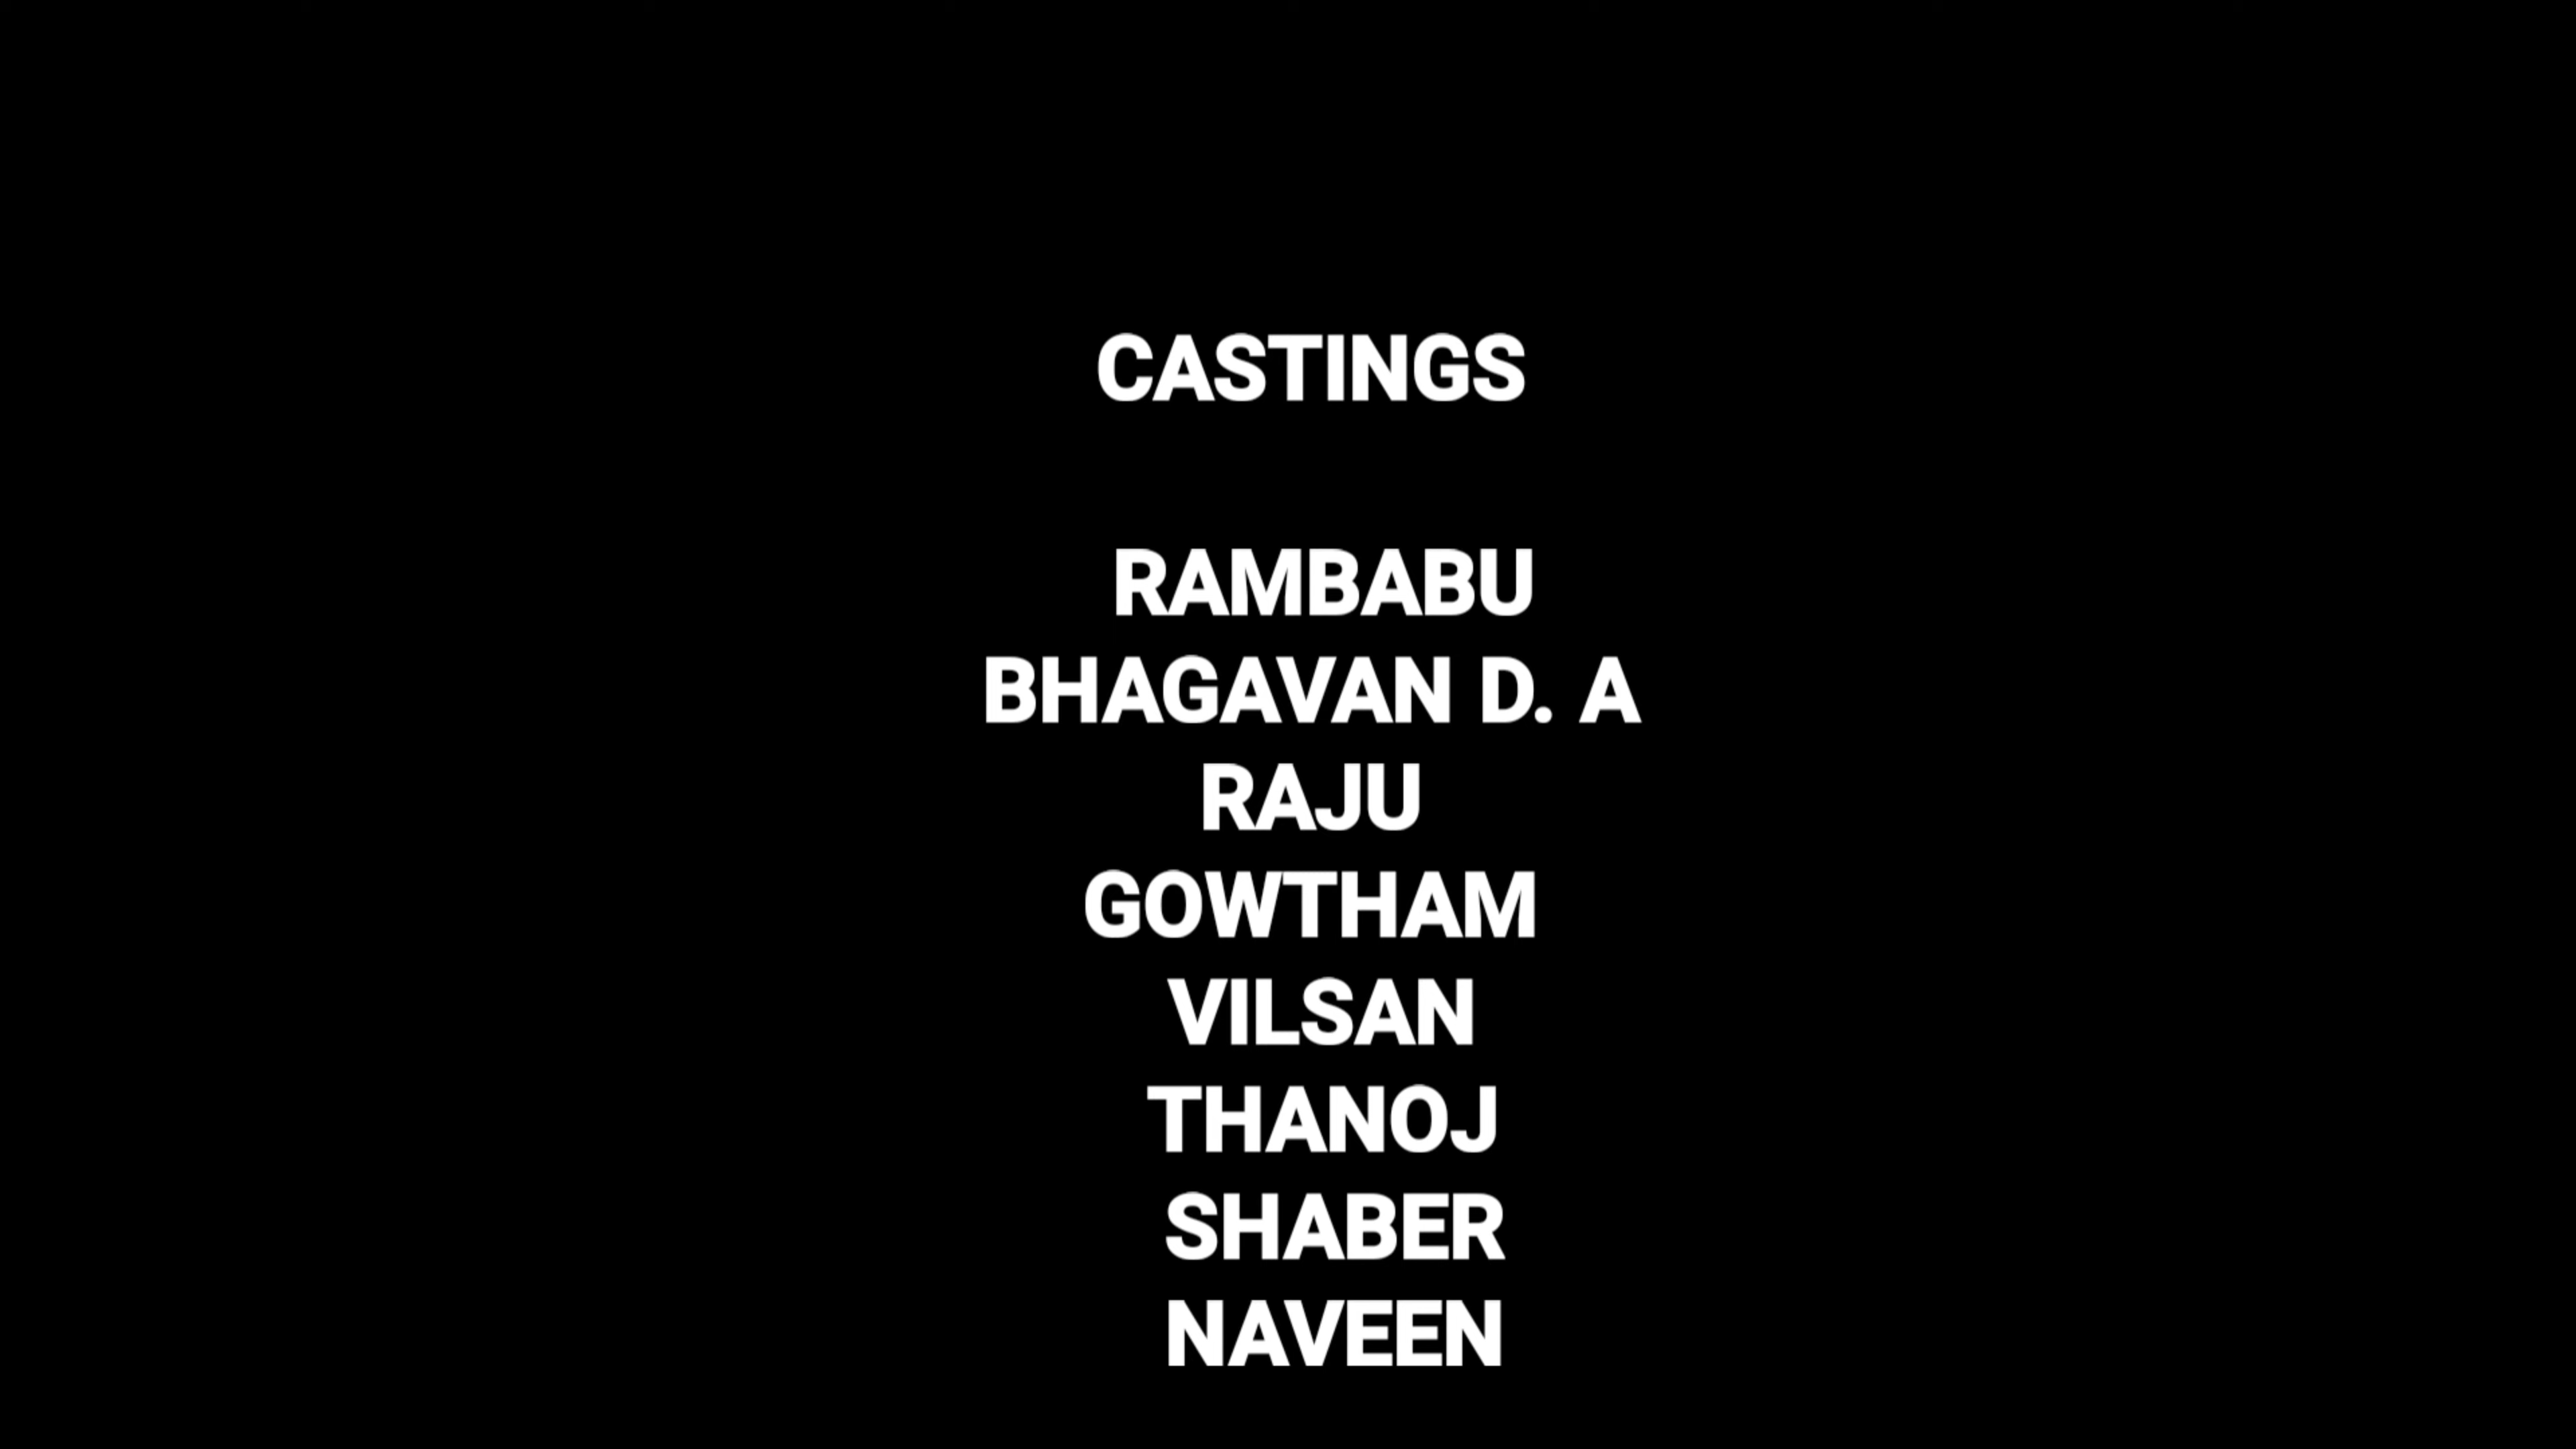 CASTINGS
RAMBABU
BHAGAVAN D. A
RAJU
GOWTHAM
VILSAN
THANOJ
SHABER
NAVEEN